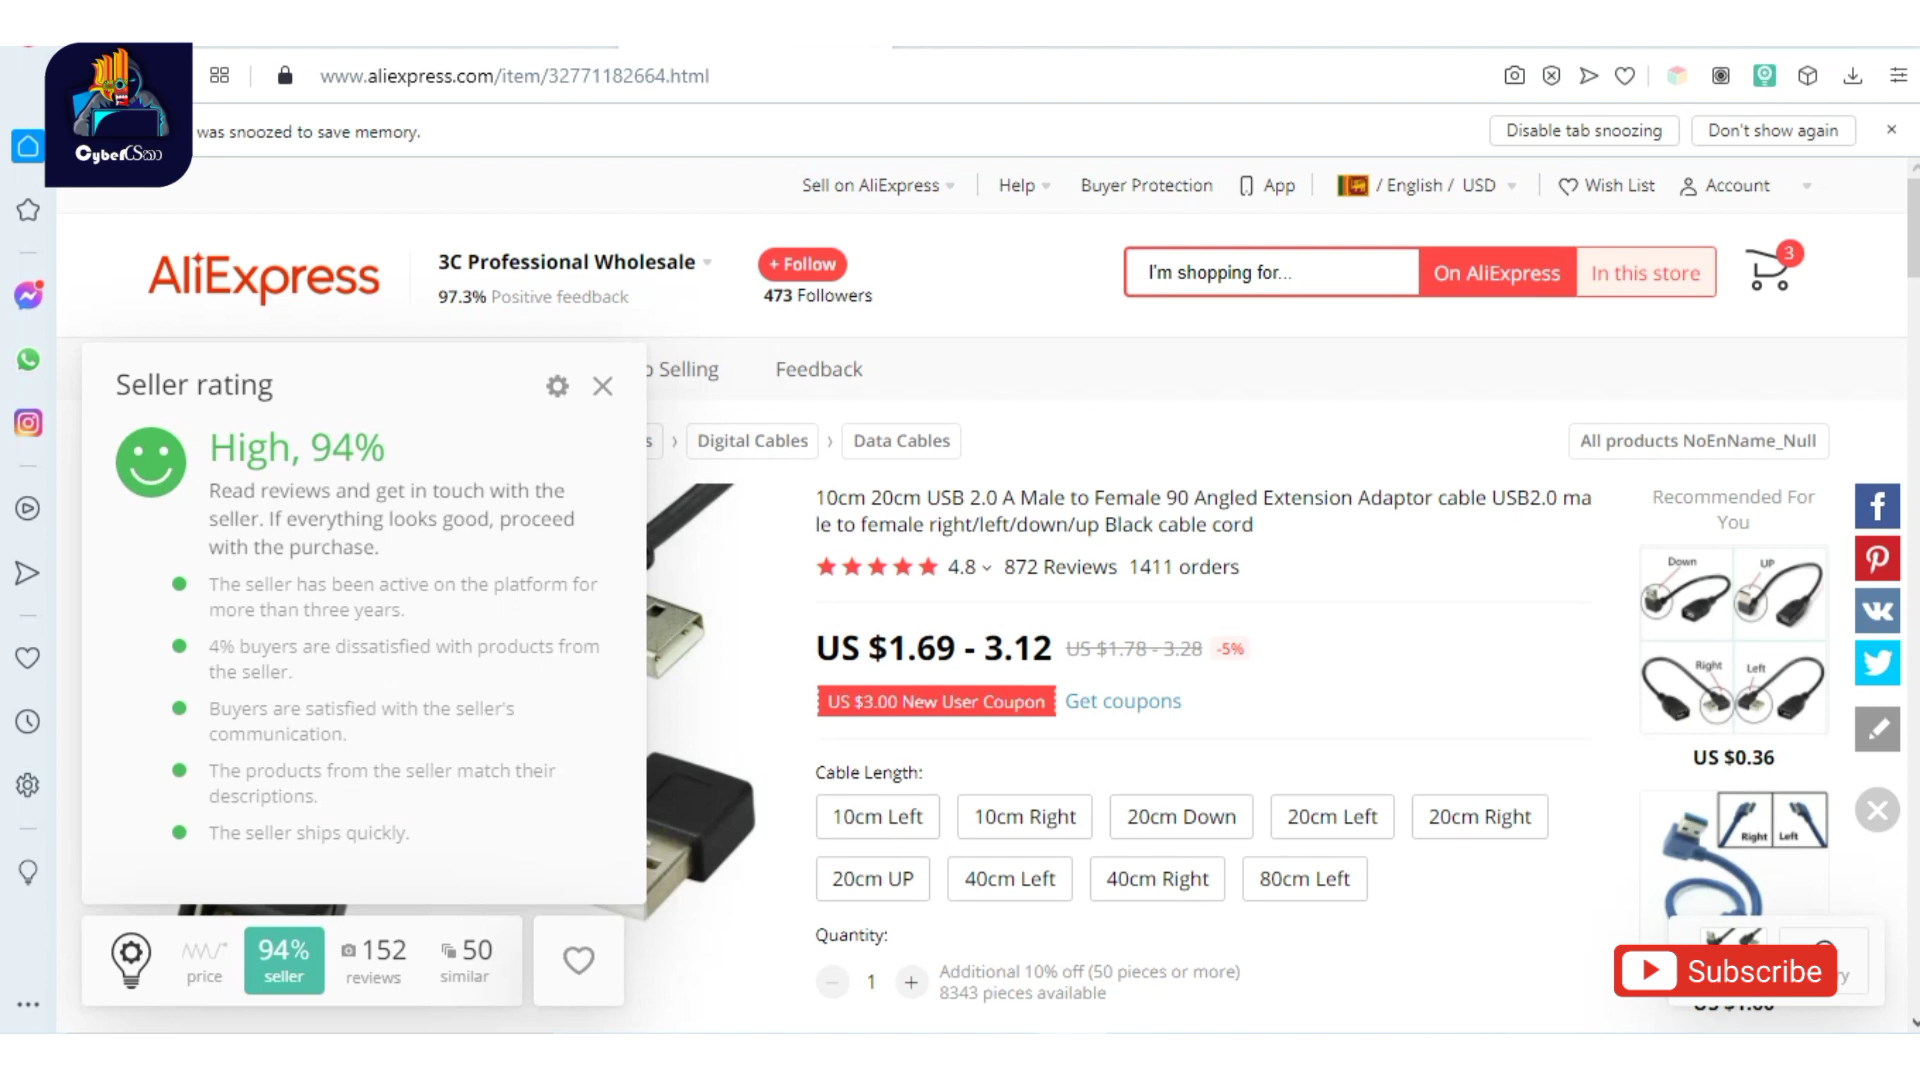 www.aliexpress.com/item/32771182664.html
was snoozed to save memory.
Disable tab snoozing
Don't show again
Sell on AliExpress
Help
Buyer Protection
App
/ English / USD
Wish List
Account
AliExpress
3C Professional Wholesale
97.3% Positive feedback
+ Follow
473 Followers
I'm shopping for...
On AliExpress
In this store
3
Selling
Feedback
Seller rating
High, 94%
Read reviews and get in touch with the
seller. If everything looks good, proceed
with the purchase.
The seller has been active on the platform for
more than three years.
4% buyers are dissatisfied with products from
the seller.
Buyers are satisfied with the seller's
communication.
The products from the seller match their
descriptions.
The seller ships quickly.
price
94%
seller
152
reviews
50
similar
Digital Cables
Data Cables
All products NoEnName_Null
10cm 20cm USB 2.0 A Male to Female 90 Angled Extension Adaptor cable USB2.0 ma
le to female right/left/down/up Black cable cord
4.8
872 Reviews
1411 orders
US $1.69 - 3.12
US $1.78 - 3.28
-5%
US $3.00 New User Coupon
Get coupons
Cable Length:
10cm Left
10cm Right
20cm Down
20cm Left
20cm Right
20cm UP
40cm Left
40cm Right
80cm Left
Quantity:
1
Additional 10% off (50 pieces or more)
8343 pieces available
Recommended For
You
Down
UP
Right
Left
US $0.36
Right
Left
Subscribe